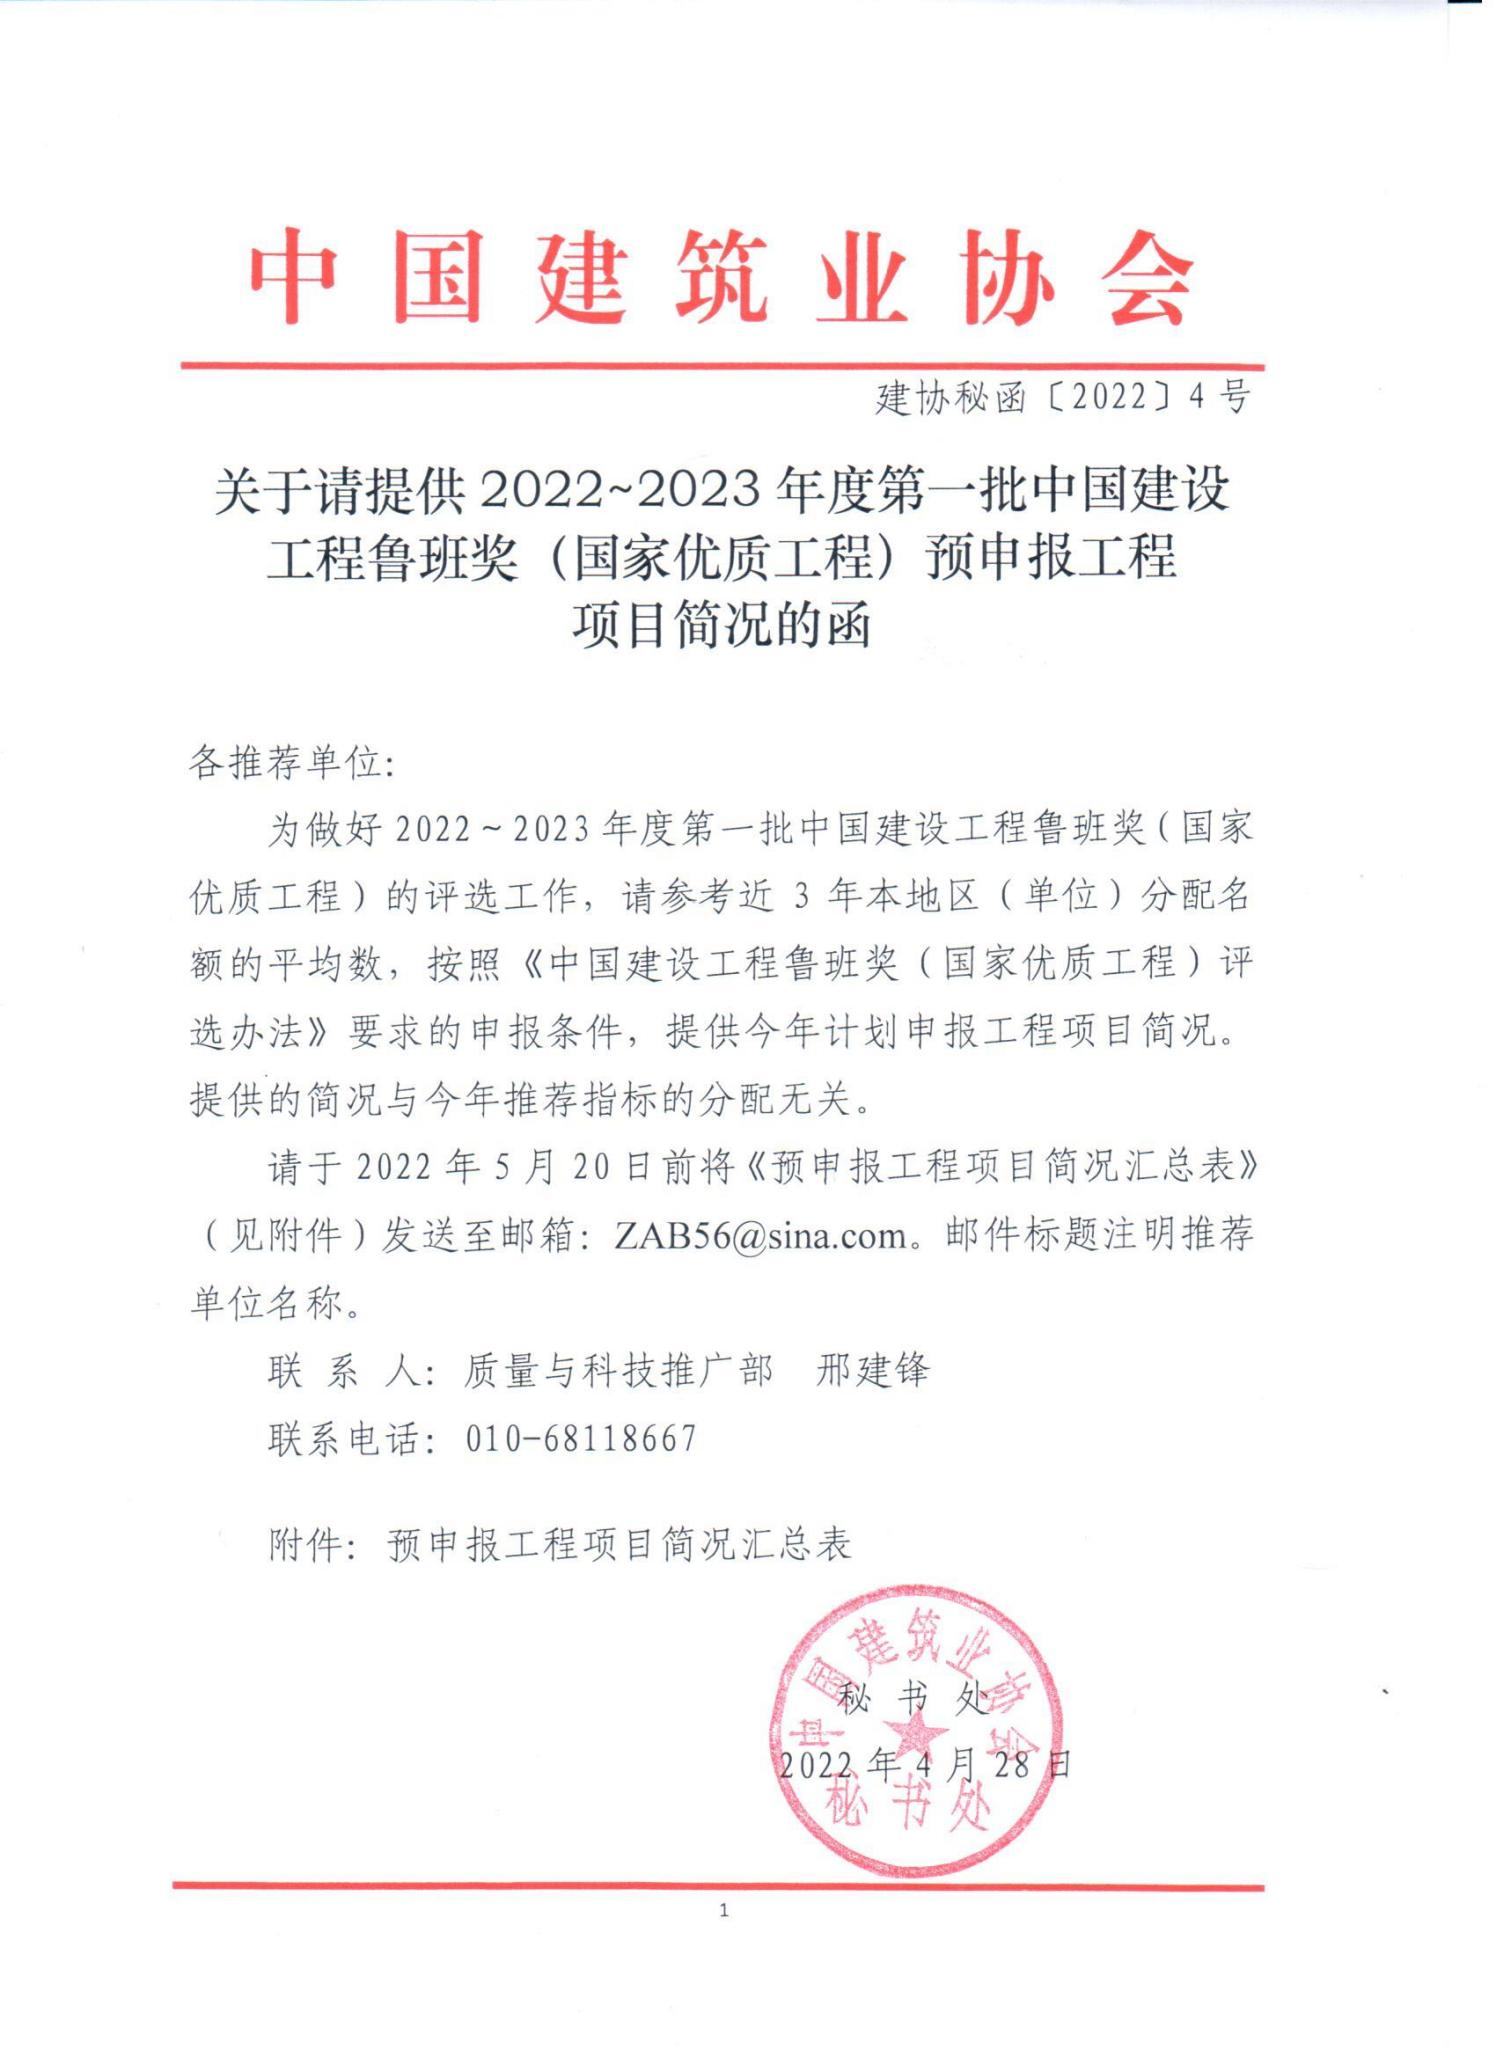 中国建筑业协会
建协秘函〔2022〕4号
关于请提供2022~2023年度第一批中国建设
工程鲁班奖（国家优质工程）预申报工程
项目简况的函
各推荐单位：
为做好2022～2023年度第一批中国建设工程鲁班奖（国家
优质工程）的评选工作，请参考近3年本地区（单位）分配名
额的平均数，按照《中国建设工程鲁班奖（国家优质工程）评
选办法》要求的申报条件，提供今年计划申报工程项目简况。
提供的简况与今年推荐指标的分配无关。
请于2022年5月20日前将《预申报工程项目简况汇总表》
（见附件）发送至邮�：ZAB56@sina.com。邮件标题注明推荐
单位名称。
联 系 人：质量与科技推广部　邢建锋
联系电话：010-68118667
附件：预申报工程项目简况汇总表
中国建筑业协会
秘书处
2022年4月28日
秘书处
1